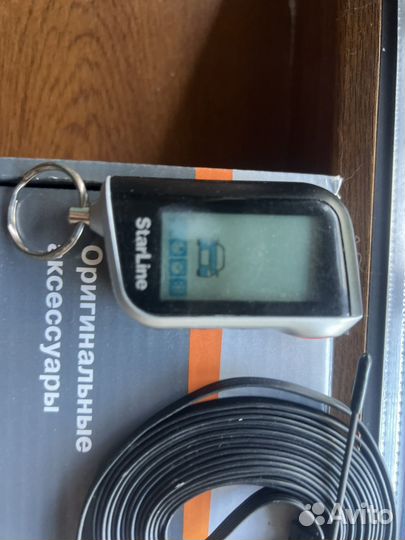 StarLine
Оригинальные
аксессуары
Avito